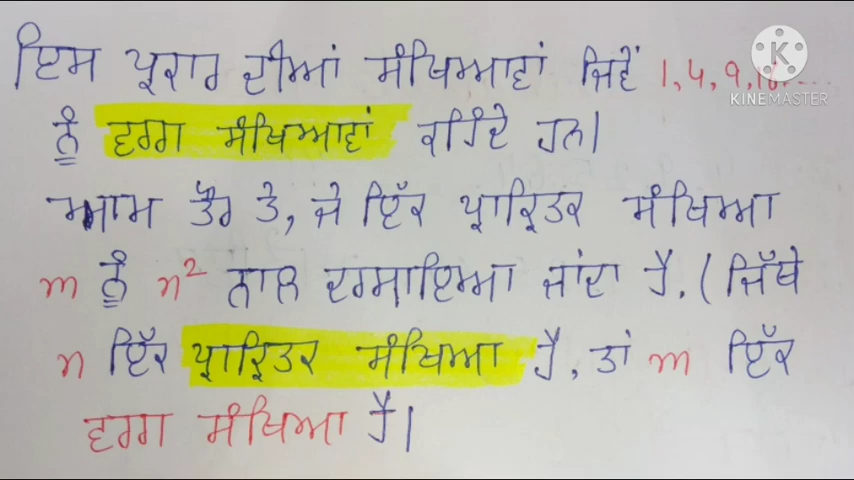 ਇਸ ਪ੍ਰਕਾਰ ਦੀਆਂ ਸੰਖਿਆਵਾਂ ਜਿਵੇਂ 1, 4, 9, 16....
ਨੂੰ ਵਰਗ ਸੰਖਿਆਵਾਂ ਕਹਿੰਦੇ ਹਨ।
ਆਮ ਤੌਰ ਤੇ, ਜੇ ਇੱਕ ਪ੍ਰਾਕ੍ਰਿਤਕ ਸੰਖਿਆ
m ਨੂੰ n² ਨਾਲ ਦਰਸਾਇਆ ਜਾਂਦਾ ਹੈ. (ਜਿੱਥੇ
n ਇੱਕ ਪ੍ਰਾਕ੍ਰਿਤਕ ਸੰਖਿਆ ਹੈ, ਤਾਂ m ਇੱਕ
ਵਰਗ ਸੰਖਿਆ ਹੈ।
K
KINEMASTER